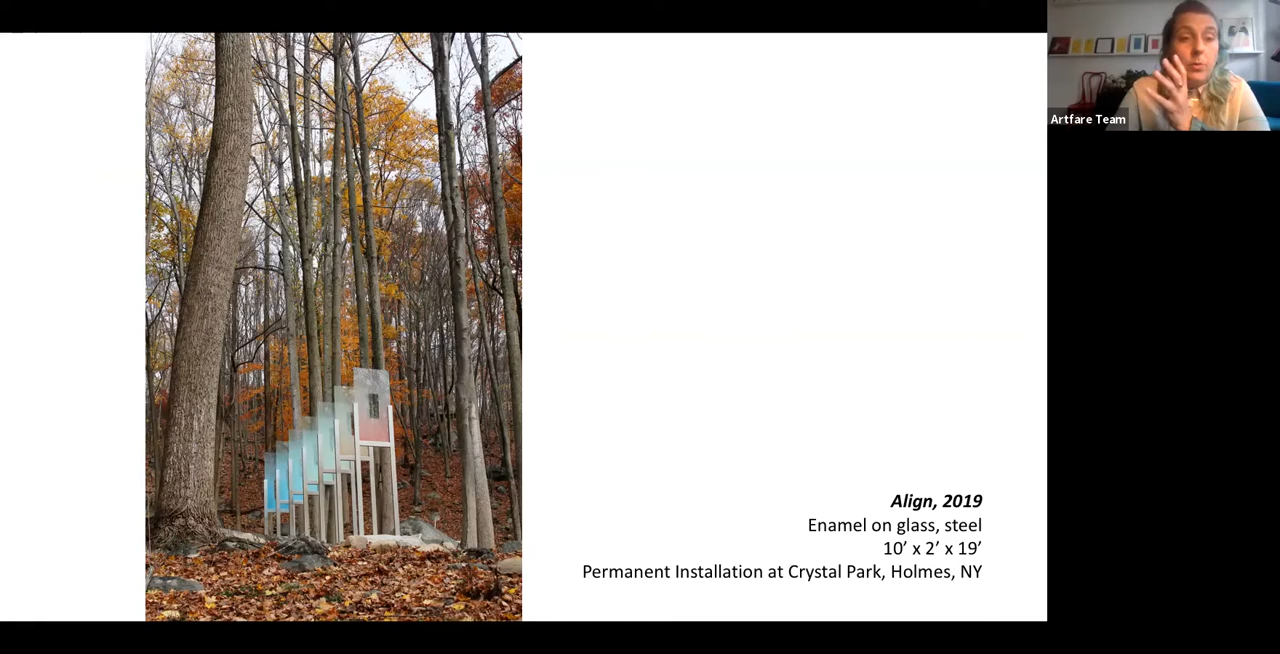 Artfare Team
Align, 2019
Enamel on glass, steel
10’ x 2’ x 19’
Permanent Installation at Crystal Park, Holmes, NY